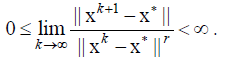 0 ≤ lim_{k→∞} ‖ x^{k+1} − x^* ‖ / ‖ x^k − x^* ‖^r < ∞ .